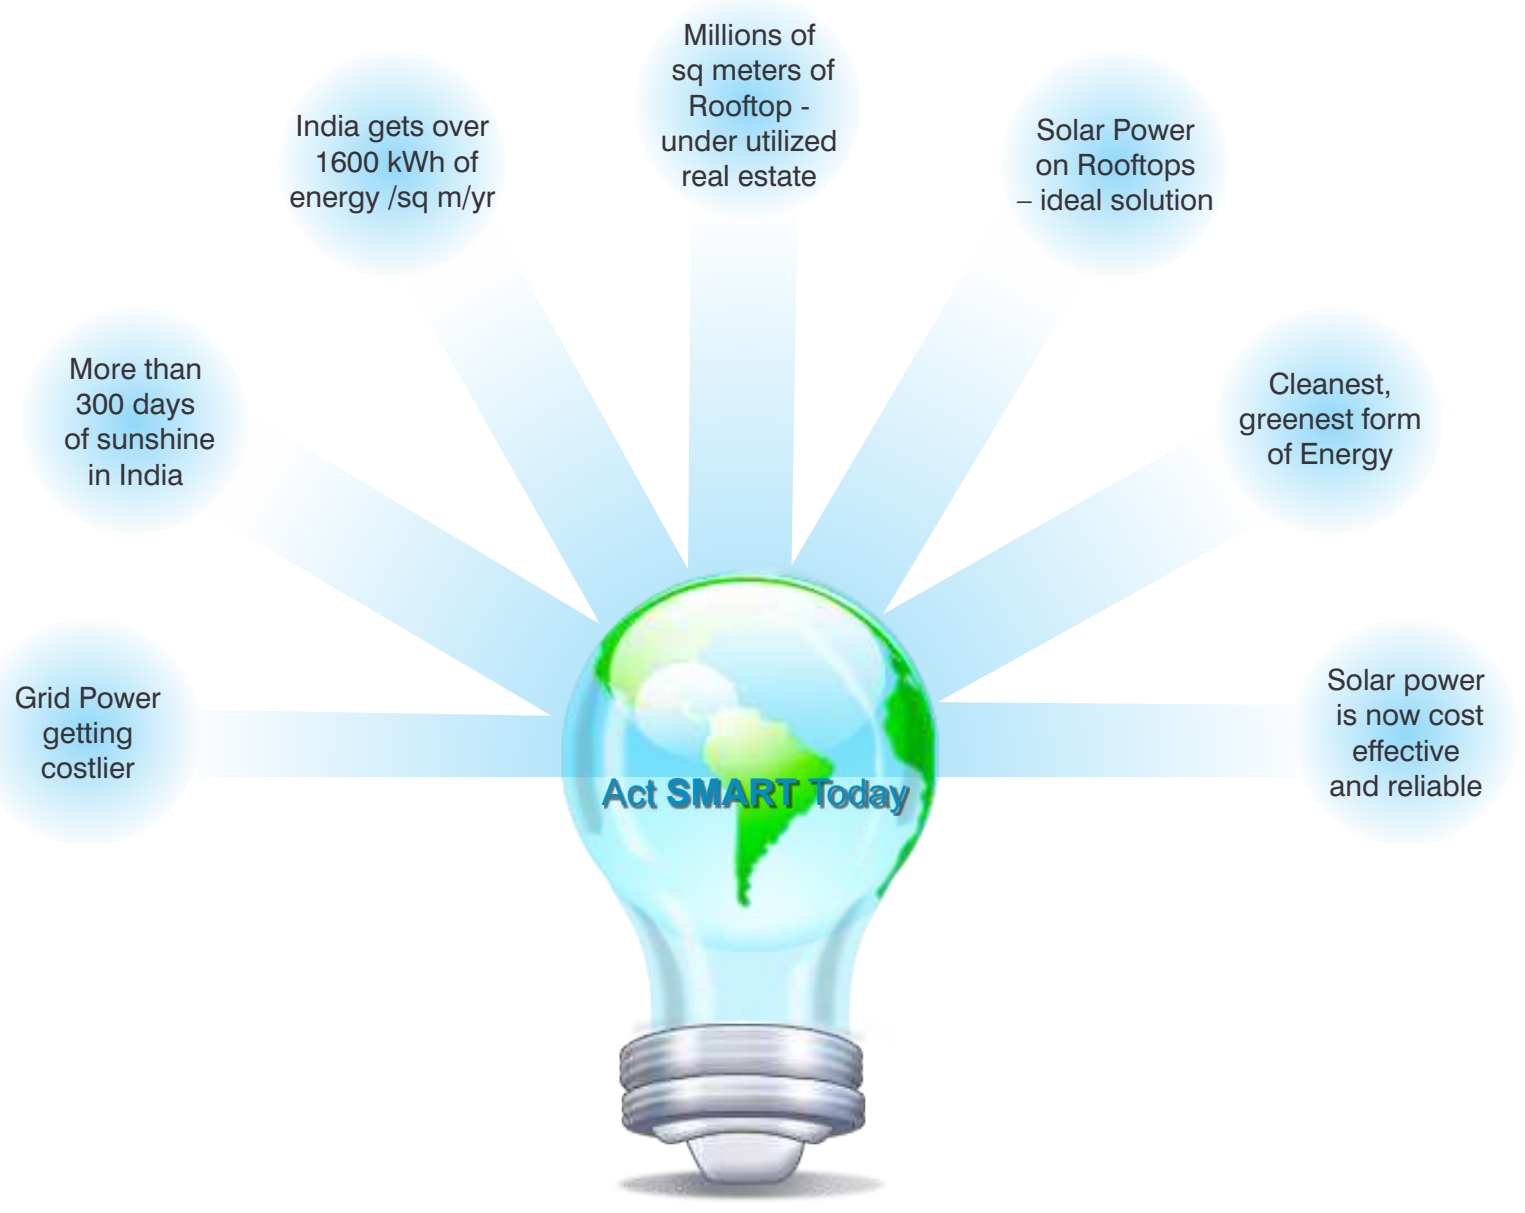 Millions of
sq meters of
Rooftop -
under utilized
real estate
India gets over
1600 kWh of
energy /sq m/yr
Solar Power
on Rooftops
– ideal solution
More than
300 days
of sunshine
in India
Cleanest,
greenest form
of Energy
Grid Power
getting
costlier
Solar power
is now cost
effective
and reliable
Act SMART Today